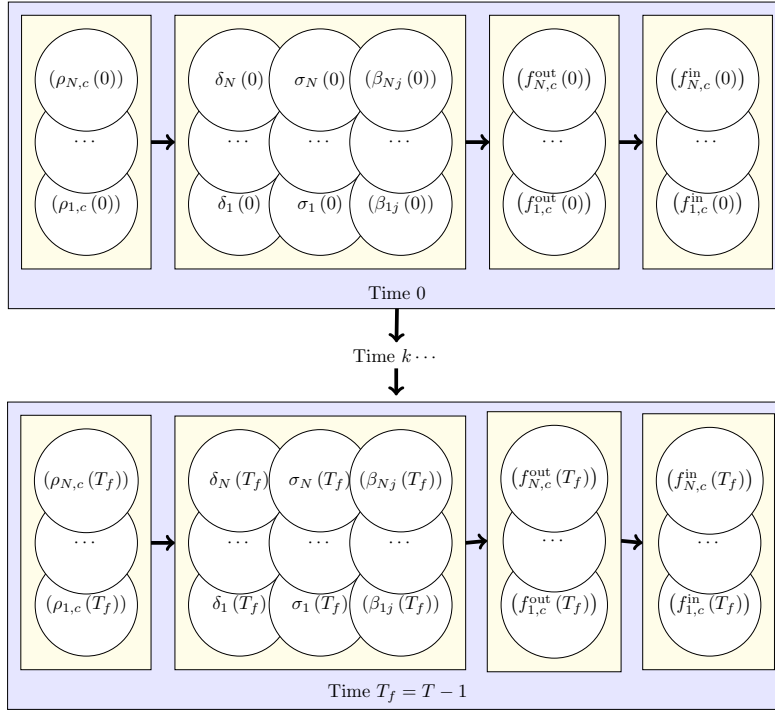 (ρ_{N,c} (0)) δ_N (0) σ_N (0) (β_{Nj} (0)) (f^{out}_{N,c} (0)) (f^{in}_{N,c} (0))
··· ··· ··· ··· ··· ···
(ρ_{1,c} (0)) δ_1 (0) σ_1 (0) (β_{1j} (0)) (f^{out}_{1,c} (0)) (f^{in}_{1,c} (0))
Time 0
Time k ···
(ρ_{N,c} (T_f)) δ_N (T_f) σ_N (T_f) (β_{Nj} (T_f)) (f^{out}_{N,c} (T_f)) (f^{in}_{N,c} (T_f))
··· ··· ··· ··· ··· ···
(ρ_{1,c} (T_f)) δ_1 (T_f) σ_1 (T_f) (β_{1j} (T_f)) (f^{out}_{1,c} (T_f)) (f^{in}_{1,c} (T_f))
Time T_f = T − 1